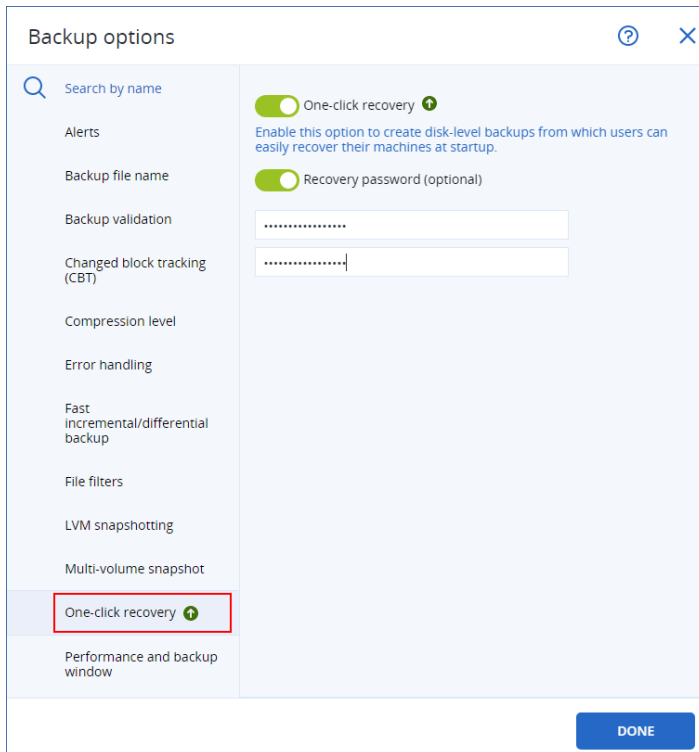 Backup options
Search by name
Alerts
Backup file name
Backup validation
Changed block tracking
(CBT)
Compression level
Error handling
Fast
incremental/differential
backup
File filters
LVM snapshotting
Multi-volume snapshot
One-click recovery
Performance and backup
window
One-click recovery
Enable this option to create disk-level backups from which users can
easily recover their machines at startup.
Recovery password (optional)
•••••••••••••••••
•••••••••••••••••
DONE